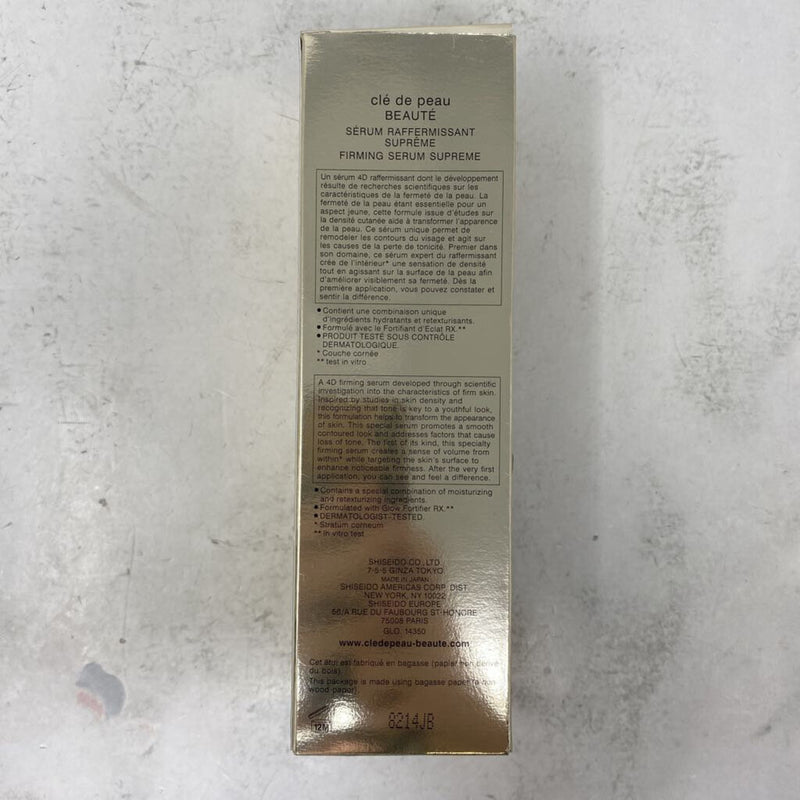 clé de peau
BEAUTÉ
SÉRUM RAFFERMISSANT
SUPRÊME
FIRMING SERUM SUPREME
Un sérum 4D raffermissant dont le développement
résulte de recherches scientifiques sur les
caractéristiques de la fermeté de la peau. La
fermeté de la peau étant essentielle pour un
aspect jeune, cette formule issue d'études sur
la densité cutanée aide à transformer l'apparence
de la peau. Ce sérum unique permet de
remodeler les contours du visage et agit sur
les causes de la perte de tonicité. Premier dans
son domaine, ce sérum expert du raffermissant
crée de l'intérieur* une sensation de densité
tout en agissant sur la surface de la peau afin
d'améliorer visiblement sa fermeté. Dès la
première application, vous pouvez constater et
sentir la différence.
●Contient une combinaison unique
d'ingrédients hydratants et retexturisants.
●Formulé avec le Fortifiant d'Éclat RX.**
●PRODUIT TESTÉ SOUS CONTRÔLE
DERMATOLOGIQUE.
* Couche cornée
** test in vitro
A 4D firming serum developed through scientific
investigation into the characteristics of firm skin.
Inspired by studies in skin density and
recognizing that tone is key to a youthful look,
this formulation helps to transform the appearance
of skin. This special serum promotes a smooth
contoured look and addresses factors that cause
loss of tone. The first of its kind, this specialty
firming serum creates a sense of volume from
within* while targeting the skin's surface to
enhance noticeable firmness. After the very first
application, you can see and feel a difference.
●Contains a special combination of moisturizing
and retexturizing ingredients.
●Formulated with Glow Fortifier RX.**
●DERMATOLOGIST-TESTED.
* Stratum corneum
** In vitro test
SHISEIDO CO., LTD.
7-5-5 GINZA TOKYO
MADE IN JAPAN
SHISEIDO AMERICAS CORP. DIST.
NEW YORK, NY 10022
SHISEIDO EUROPE
56/A RUE DU FAUBOURG ST-HONORE
75008 PARIS
GLO. 14350
www.cledepeau-beaute.com
Cet étui est fabriqué en bagasse (papier non dérivé
du bois).
This package is made using bagasse paper (a non
wood paper).
12M
8214JB